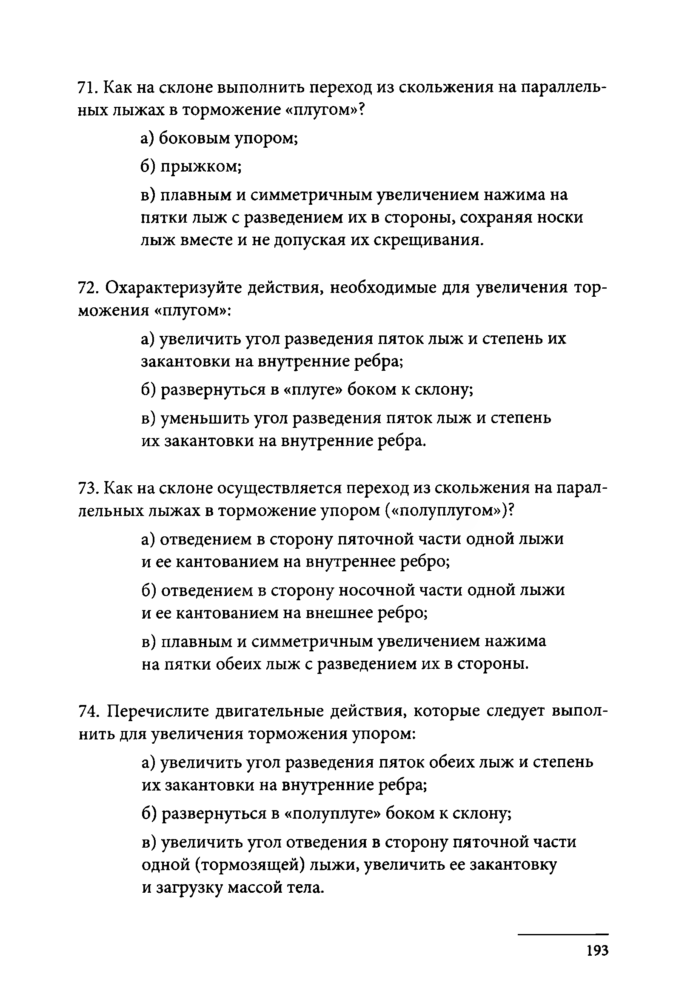 71. Как на склоне выполнить переход из скольжения на параллель-
ных лыжах в торможение «плугом»?
а) боковым упором;
б) прыжком;
в) плавным и симметричным увеличением нажима на
пятки лыж с разведением их в стороны, сохраняя носки
лыж вместе и не допуская их скрещивания.
72. Охарактеризуйте действия, необходимые для увеличения тор-
можения «плугом»:
а) увеличить угол разведения пяток лыж и степень их
закантовки на внутренние ребра;
б) развернуться в «плуге» боком к склону;
в) уменьшить угол разведения пяток лыж и степень
их закантовки на внутренние ребра.
73. Как на склоне осуществляется переход из скольжения на парал-
лельных лыжах в торможение упором («полуплугом»)?
а) отведением в сторону пяточной части одной лыжи
и ее кантованием на внутреннее ребро;
б) отведением в сторону носочной части одной лыжи
и ее кантованием на внешнее ребро;
в) плавным и симметричным увеличением нажима
на пятки обеих лыж с разведением их в стороны.
74. Перечислите двигательные действия, которые следует выпол-
нить для увеличения торможения упором:
а) увеличить угол разведения пяток обеих лыж и степень
их закантовки на внутренние ребра;
б) развернуться в «полуплуге» боком к склону;
в) увеличить угол отведения в сторону пяточной части
одной (тормозящей) лыжи, увеличить ее закантовку
и загрузку массой тела.
193